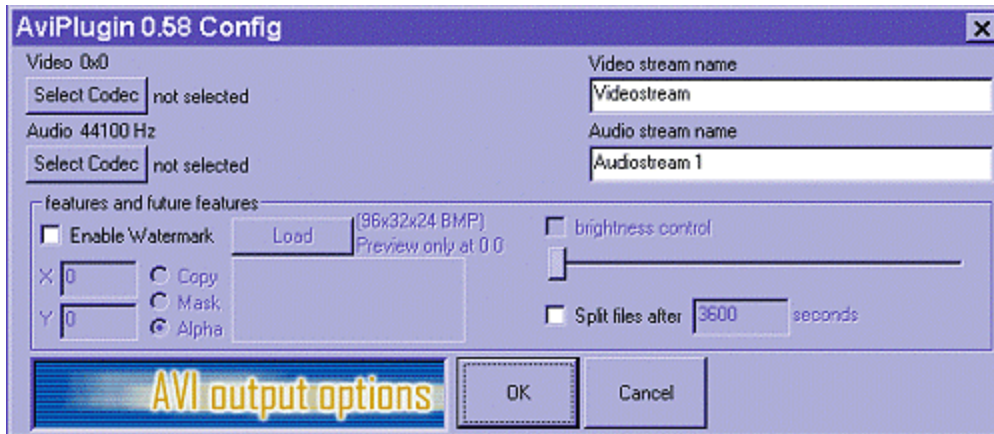 AviPlugin 0.58 Config
Video 0x0
Select Codec not selected
Video stream name
Videostream
Audio 44100 Hz
Select Codec not selected
Audio stream name
Audiostream 1
features and future features
Enable Watermark
Load
(96x32x24 BMP)
Preview only at 0 0
X 0
Y 0
Copy
Mask
Alpha
brightness control
Split files after 3600 seconds
AVI output options
OK
Cancel